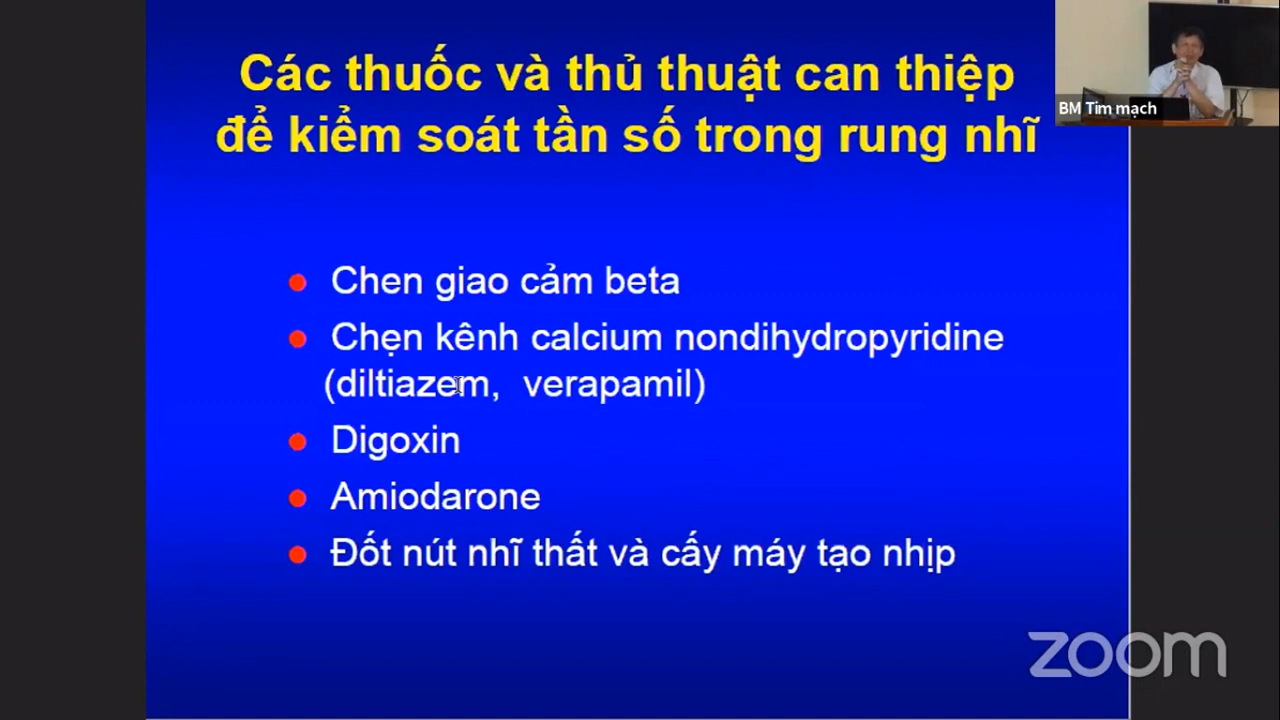 Các thuốc và thủ thuật can thiệp
để kiểm soát tần số trong rung nhĩ
BM Tim mạch
Chen giao cảm beta
Chẹn kênh calcium nondihydropyridine
(diltiazem, verapamil)
Digoxin
Amiodarone
Đốt nút nhĩ thất và cấy máy tạo nhịp
zoom